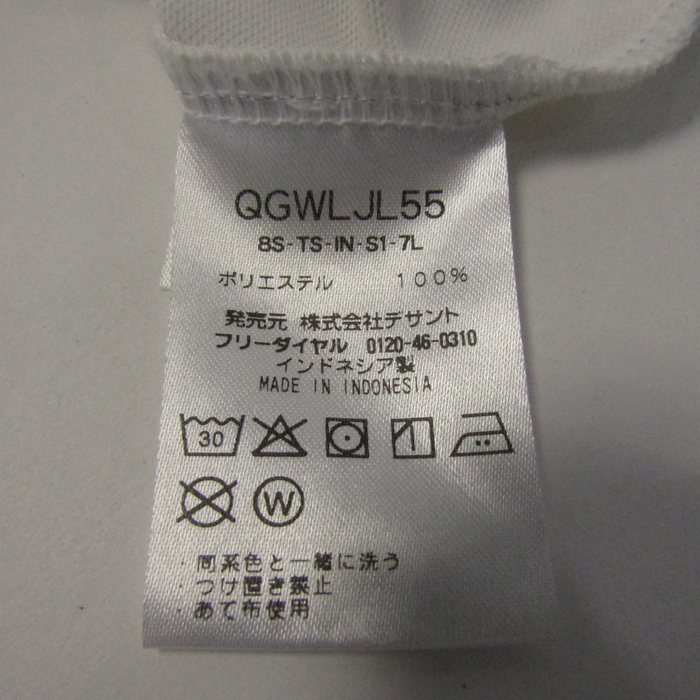 QGWLJL55
8S-TS-IN-S1-7L
ポリエステル 100%
発売元 株式会社デサント
フリーダイヤル 0120-46-0310
インドネシア製
MADE IN INDONESIA
30
W
・同系色と一緒に洗う
・つけ置き禁止
・あて布使用